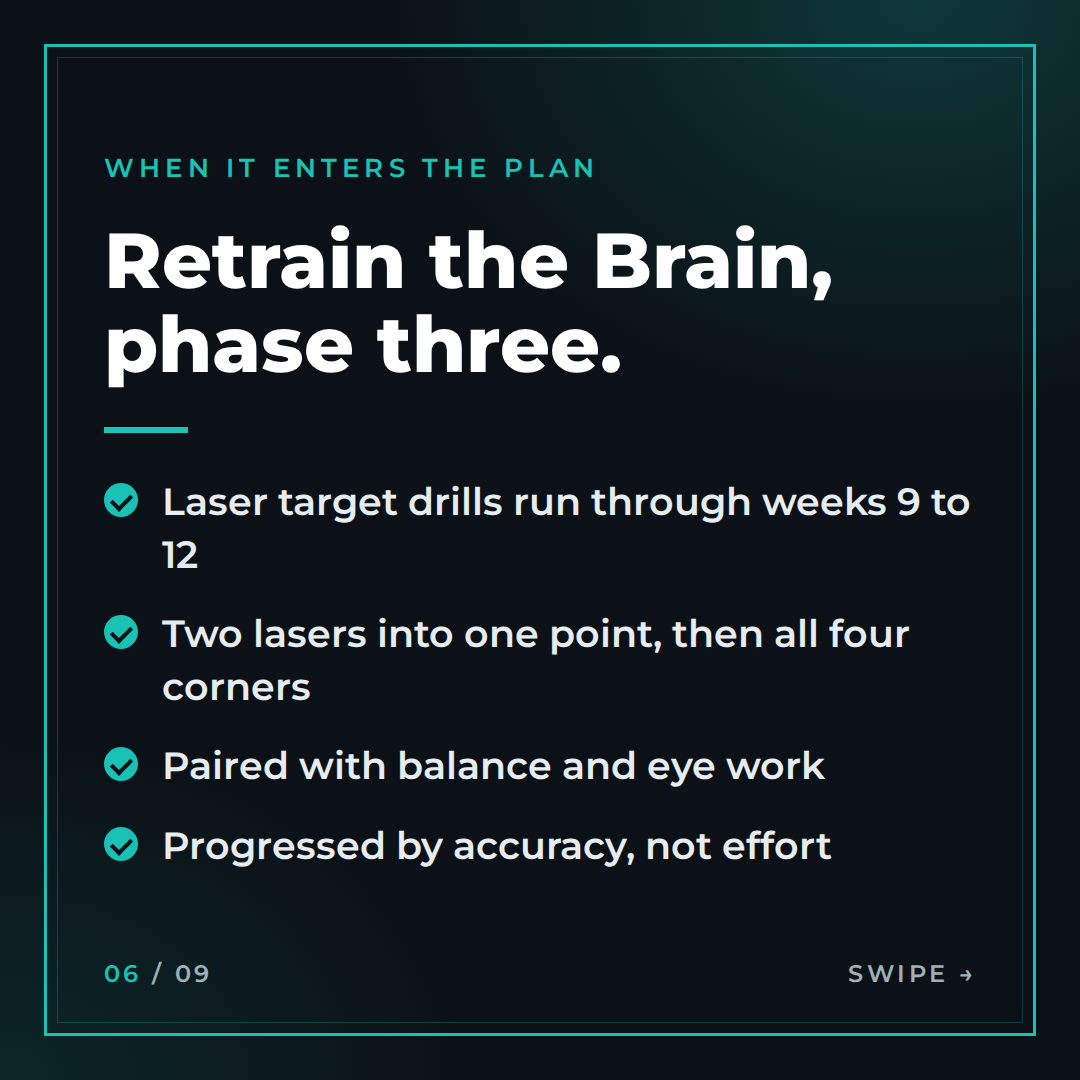 WHEN IT ENTERS THE PLAN
Retrain the Brain,
phase three.
Laser target drills run through weeks 9 to
12
Two lasers into one point, then all four
corners
Paired with balance and eye work
Progressed by accuracy, not effort
06 / 09
SWIPE →